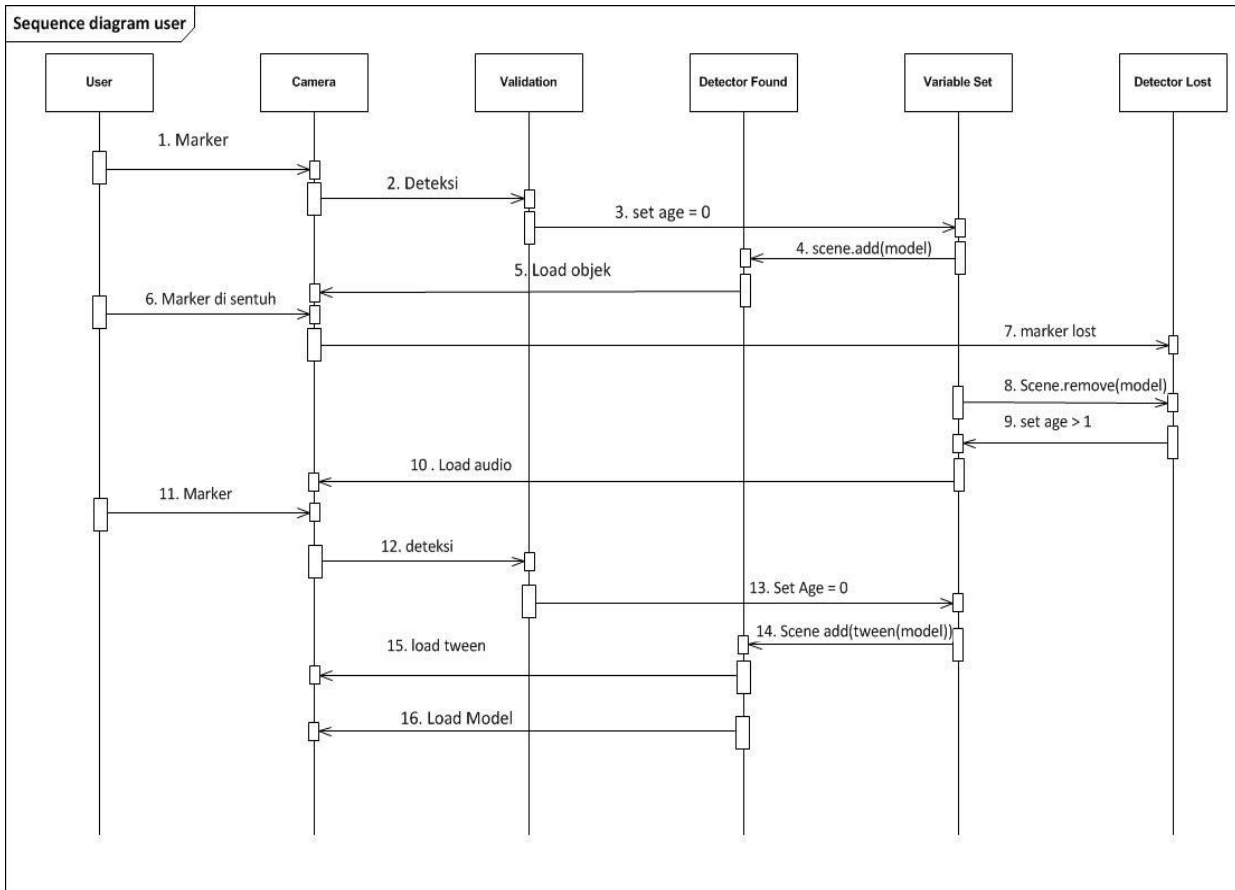 Sequence diagram user
User
Camera
Validation
Detector Found
Variable Set
Detector Lost
1. Marker
2. Deteksi
3. set age = 0
4. scene.add(model)
5. Load objek
6. Marker di sentuh
7. marker lost
8. Scene.remove(model)
9. set age > 1
10 . Load audio
11. Marker
12. deteksi
13. Set Age = 0
14. Scene add(tween(model))
15. load tween
16. Load Model